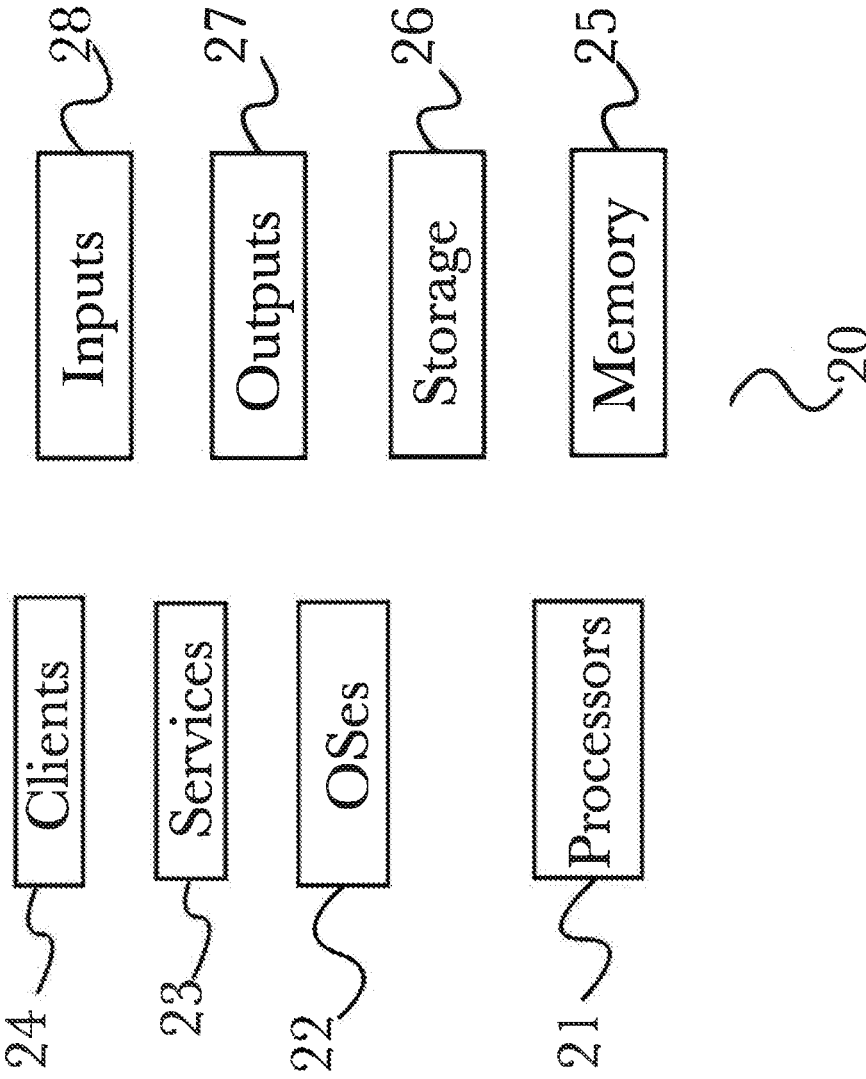 24
Clients
Inputs
28
23
Services
Outputs
27
22
OSes
Storage
26
21
Processors
Memory
25
20